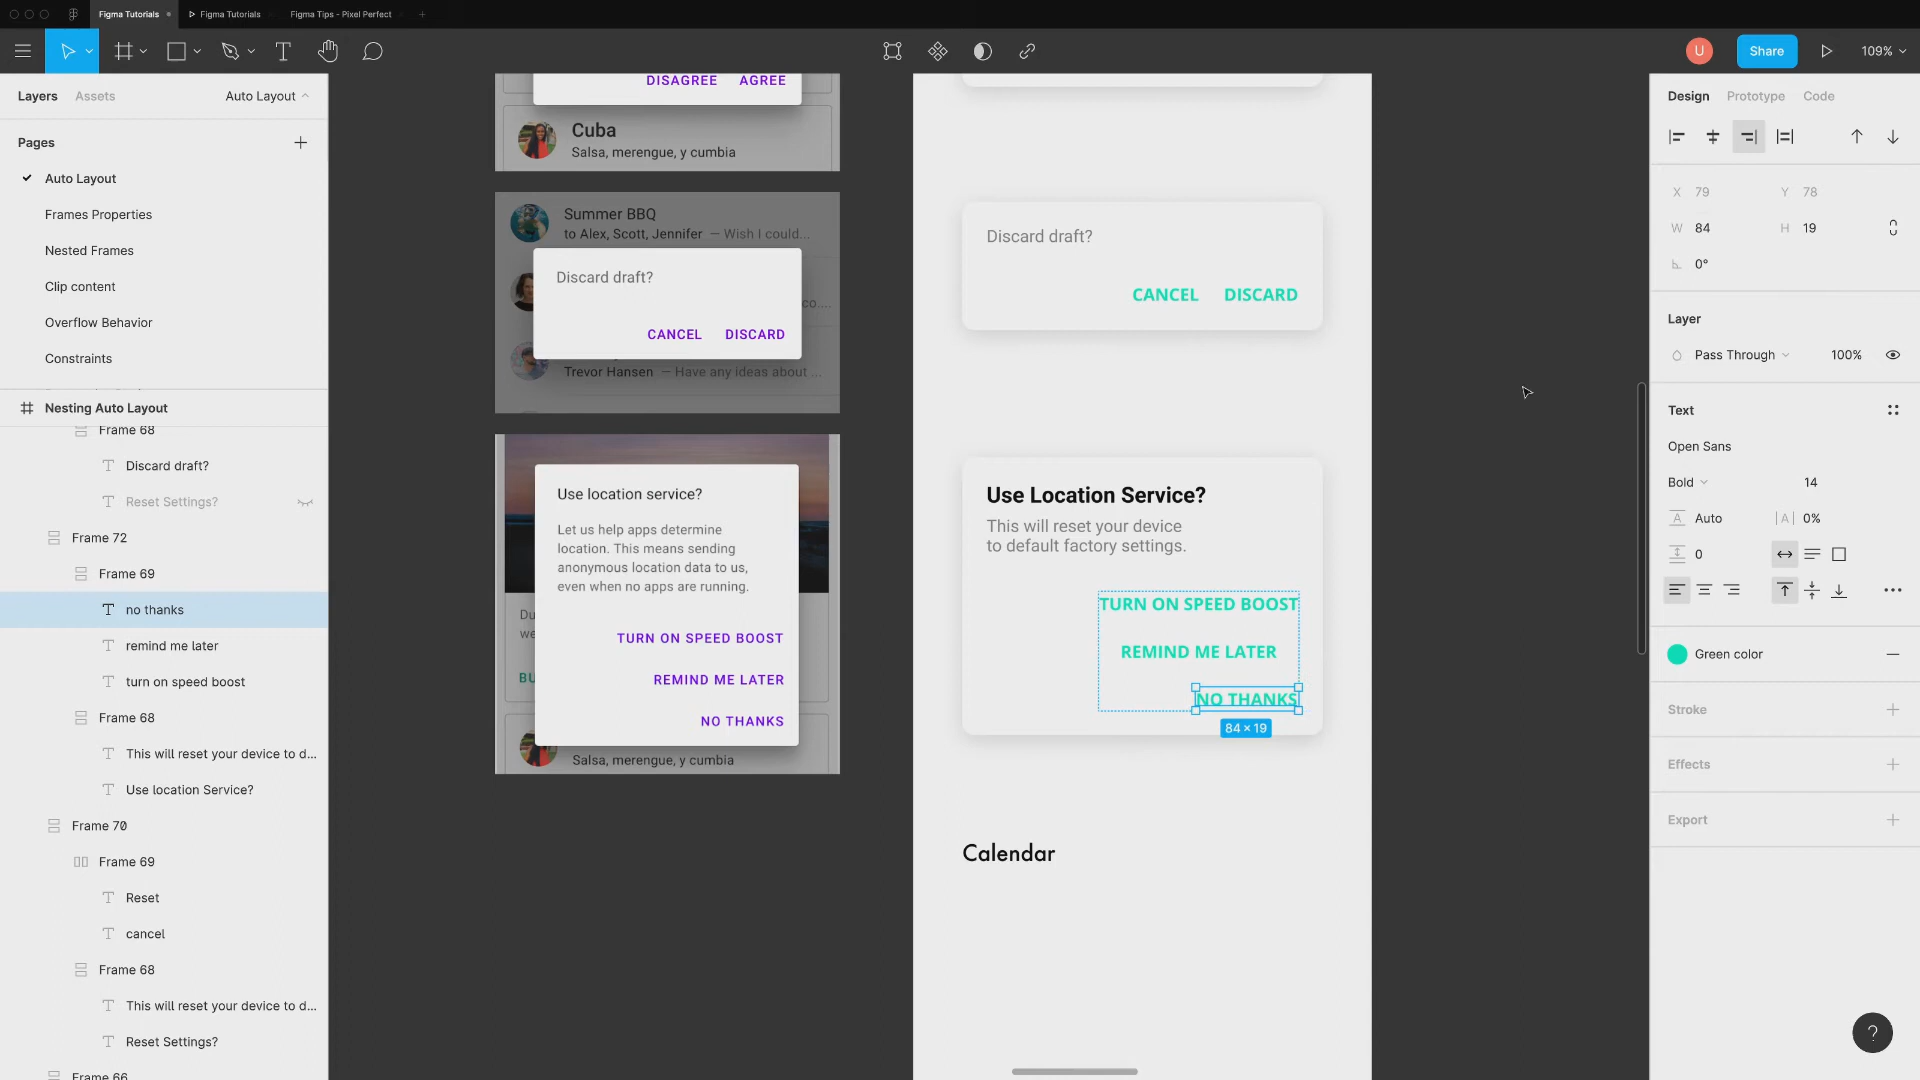 Figma Tutorials
Figma Tutorials
Figma Tips - Pixel Perfect
U
Share
109%
Layers
Assets
Auto Layout
Pages
Auto Layout
Frames Properties
Nested Frames
Clip content
Overflow Behavior
Constraints
Nesting Auto Layout
Frame 68
Discard draft?
Reset Settings?
Frame 72
Frame 69
no thanks
remind me later
turn on speed boost
Frame 68
This will reset your device to d...
Use location Service?
Frame 70
Frame 69
Reset
cancel
Frame 68
This will reset your device to d...
Reset Settings?
Frame 66
DISAGREE AGREE
Cuba
Salsa, merengue, y cumbia
Summer BBQ
to Alex, Scott, Jennifer — Wish I could...
Discard draft?
co....
CANCEL DISCARD
Trevor Hansen — Have any ideas about ...
Use location service?
Let us help apps determine
location. This means sending
anonymous location data to us,
even when no apps are running.
Du
we
TURN ON SPEED BOOST
BU
REMIND ME LATER
NO THANKS
Salsa, merengue, y cumbia
Discard draft?
CANCEL DISCARD
Use Location Service?
This will reset your device
to default factory settings.
TURN ON SPEED BOOST
REMIND ME LATER
NO THANKS
84 × 19
Calendar
Design
Prototype
Code
X 79
Y 78
W 84
H 19
0°
Layer
Pass Through
100%
Text
Open Sans
Bold
14
Auto
|A| 0%
0
Green color
Stroke
Effects
Export
?